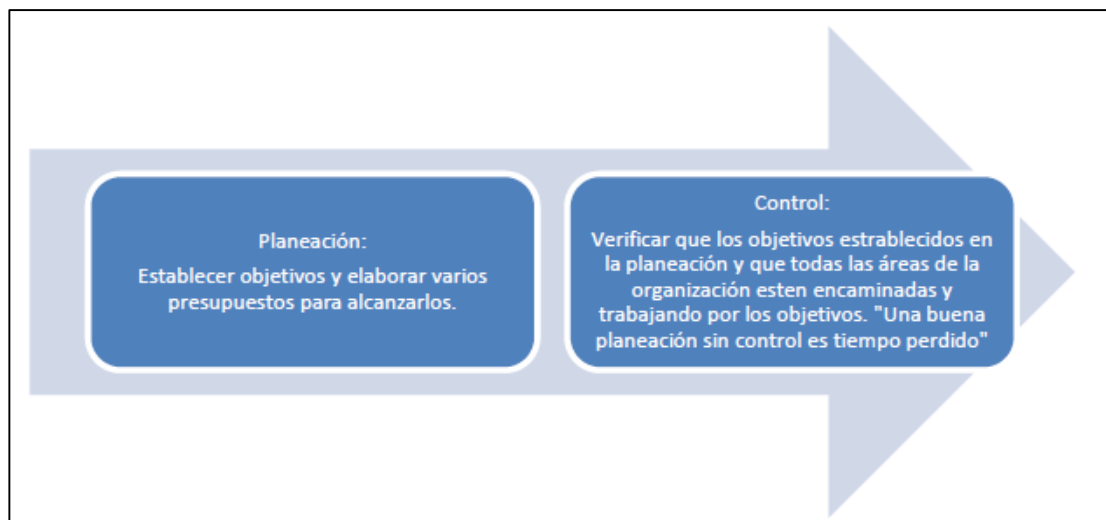 Planeación:
Establecer objetivos y elaborar varios
presupuestos para alcanzarlos.
Control:
Verificar que los objetivos estrablecidos en
la planeación y que todas las áreas de la
organización esten encaminadas y
trabajando por los objetivos. "Una buena
planeación sin control es tiempo perdido"